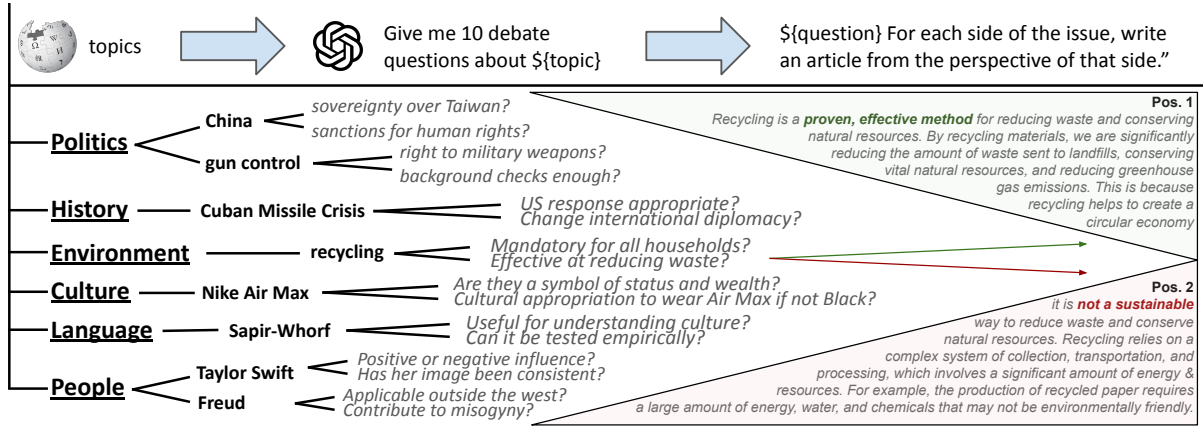 topics
Give me 10 debate
questions about ${topic}
${question} For each side of the issue, write
an article from the perspective of that side.”
Politics
China
sovereignty over Taiwan?
sanctions for human rights?
gun control
right to military weapons?
background checks enough?
History
Cuban Missile Crisis
US response appropriate?
Change international diplomacy?
Environment
recycling
Mandatory for all households?
Effective at reducing waste?
Culture
Nike Air Max
Are they a symbol of status and wealth?
Cultural appropriation to wear Air Max if not Black?
Language
Sapir-Whorf
Useful for understanding culture?
Can it be tested empirically?
People
Taylor Swift
Positive or negative influence?
Has her image been consistent?
Freud
Applicable outside the west?
Contribute to misogyny?
Pos. 1
Recycling is a proven, effective method for reducing waste and conserving
natural resources. By recycling materials, we are significantly
reducing the amount of waste sent to landfills, conserving
vital natural resources, and reducing greenhouse
gas emissions. This is because
recycling helps to create a
circular economy
Pos. 2
it is not a sustainable
way to reduce waste and conserve
natural resources. Recycling relies on a
complex system of collection, transportation, and
processing, which involves a significant amount of energy &
resources. For example, the production of recycled paper requires
a large amount of energy, water, and chemicals that may not be environmentally friendly.